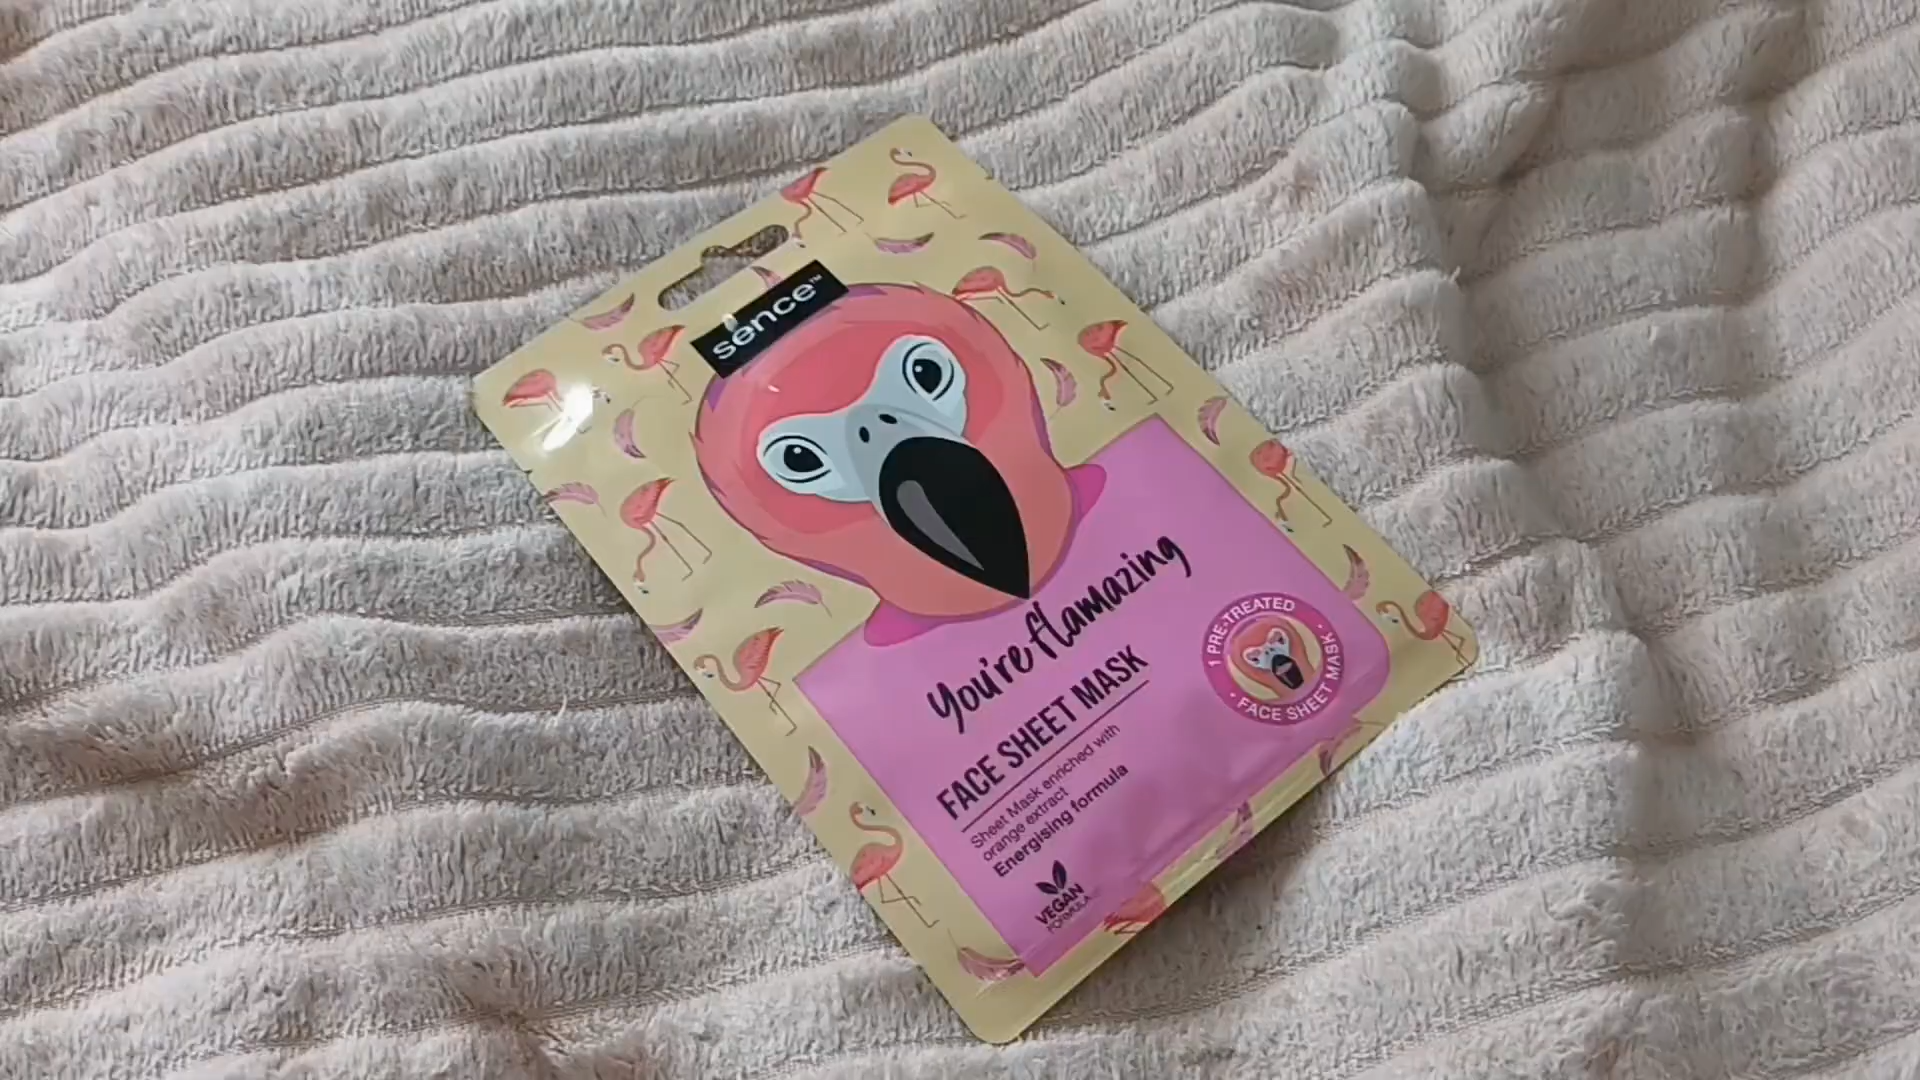 sence™
You're flamazing
FACE SHEET MASK
Sheet Mask enriched with
orange extract
Energising formula
VEGAN
FORMULA
1 PRE-TREATED
• FACE SHEET MASK •